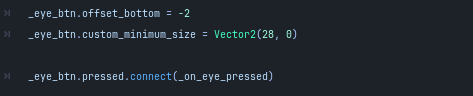 _eye_btn.offset_bottom = -2
_eye_btn.custom_minimum_size = Vector2(28, 0)
_eye_btn.pressed.connect(_on_eye_pressed)